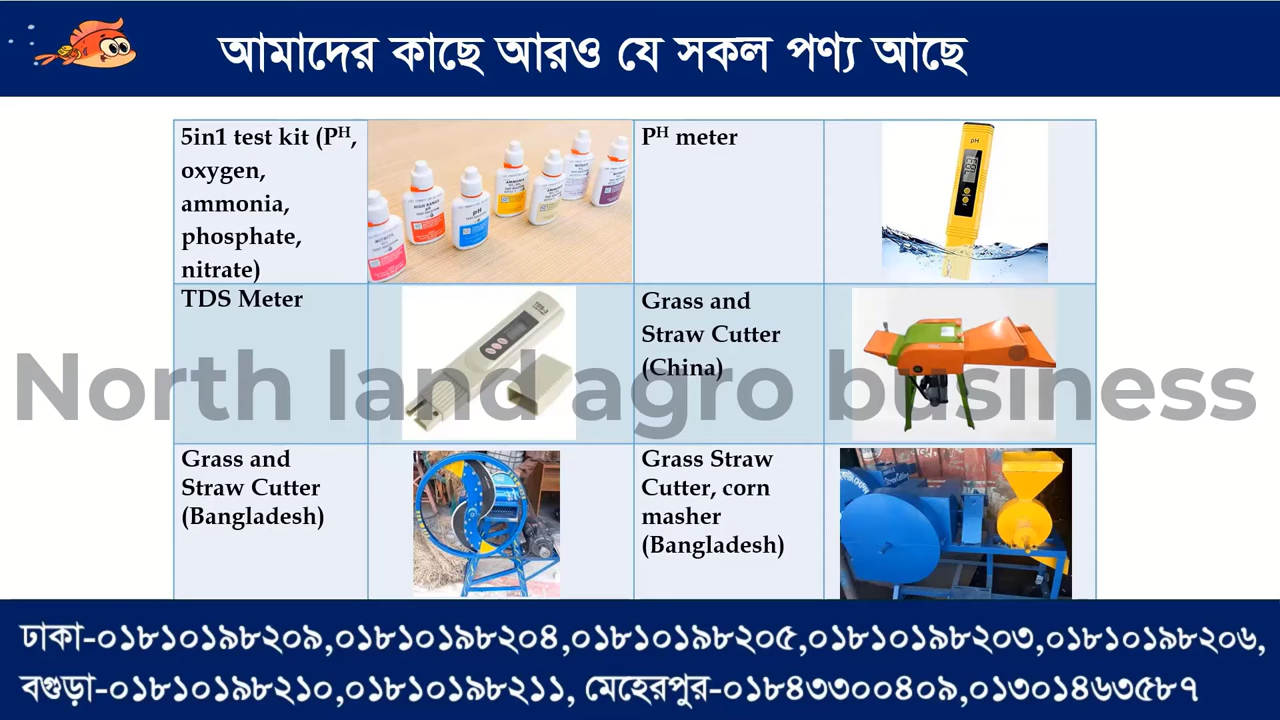 আমাদের কাছে আরও যে সকল পণ্য আছে
5in1 test kit (Pᴴ,
oxygen,
ammonia,
phosphate,
nitrate)
Pᴴ meter
pH
pH
TDS Meter
Grass and
Straw Cutter
(China)
North land agro business
Grass and
Straw Cutter
(Bangladesh)
Grass Straw
Cutter, corn
masher
(Bangladesh)
ঢাকা-০১৮১০১৯৮২০৯,০১৮১০১৯৮২০৪,০১৮১০১৯৮২০৫,০১৮১০১৯৮২০৩,০১৮১০১৯৮২০৬,
বগুড়া-০১৮১০১৯৮২১০,০১৮১০১৯৮২১১, মেহেরপুর-০১৮৪৩৩০০৪০৯,০১৩০১৪৬৩৫৮৭